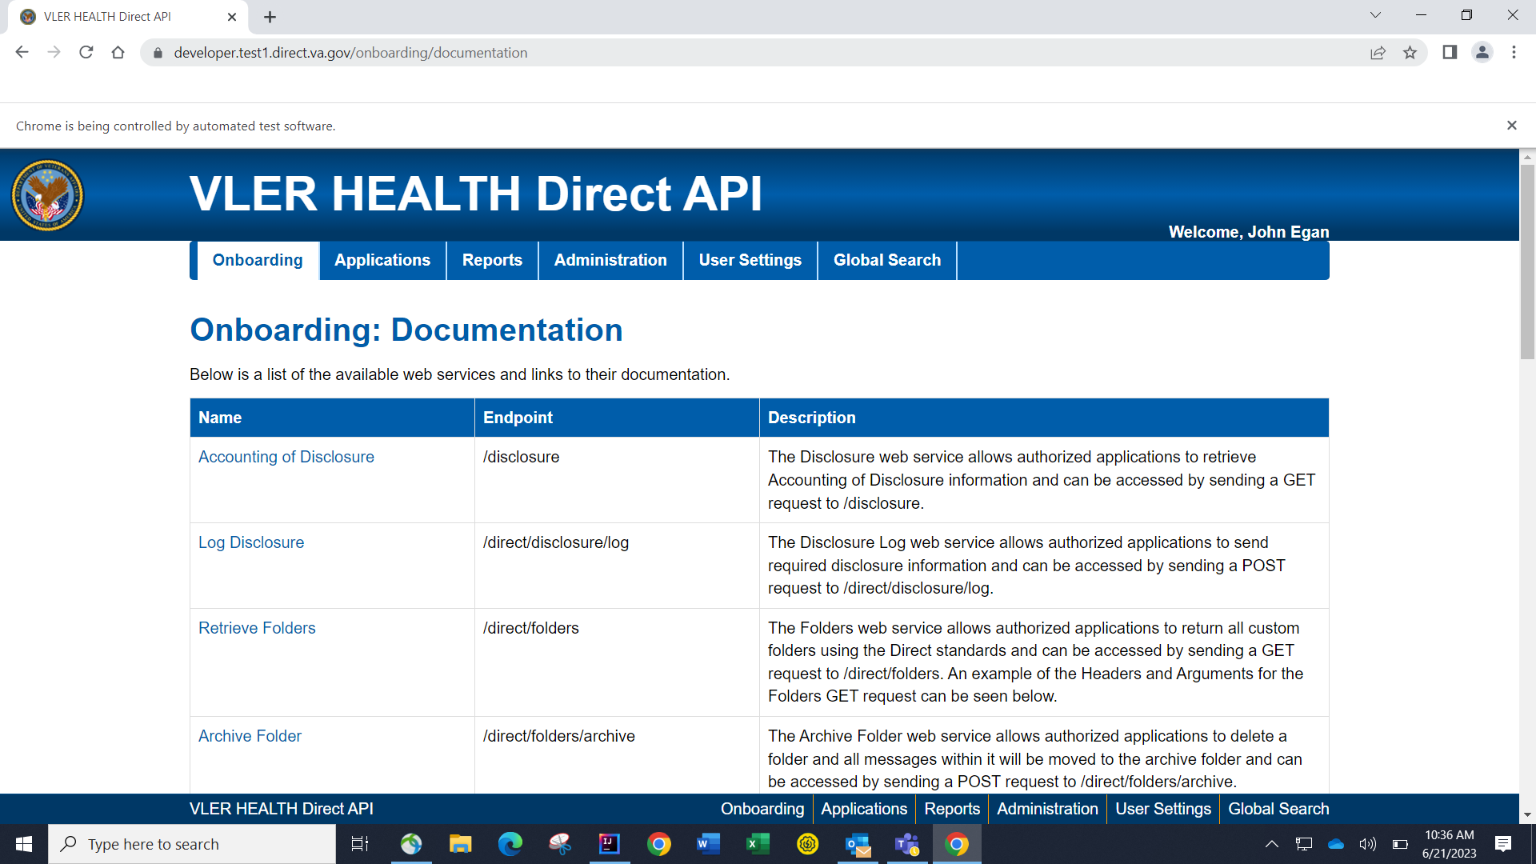 VLER HEALTH Direct API
developer.test1.direct.va.gov/onboarding/documentation
Chrome is being controlled by automated test software.
VLER HEALTH Direct API
Welcome, John Egan
Onboarding Applications Reports Administration User Settings Global Search
Onboarding: Documentation
Below is a list of the available web services and links to their documentation.
Name Endpoint Description
Accounting of Disclosure /disclosure The Disclosure web service allows authorized applications to retrieve
Accounting of Disclosure information and can be accessed by sending a GET
request to /disclosure.
Log Disclosure /direct/disclosure/log The Disclosure Log web service allows authorized applications to send
required disclosure information and can be accessed by sending a POST
request to /direct/disclosure/log.
Retrieve Folders /direct/folders The Folders web service allows authorized applications to return all custom
folders using the Direct standards and can be accessed by sending a GET
request to /direct/folders. An example of the Headers and Arguments for the
Folders GET request can be seen below.
Archive Folder /direct/folders/archive The Archive Folder web service allows authorized applications to delete a
folder and all messages within it will be moved to the archive folder and can
be accessed by sending a POST request to /direct/folders/archive.
VLER HEALTH Direct API Onboarding Applications Reports Administration User Settings Global Search
Type here to search
10:36 AM
6/21/2023